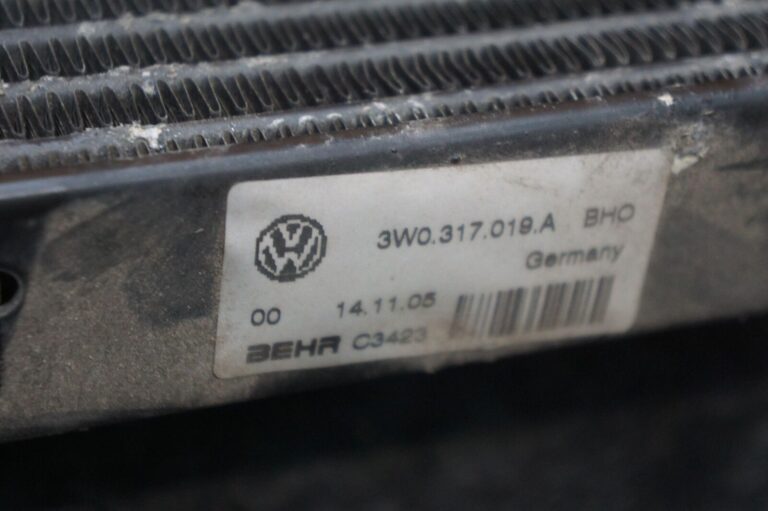 3W0.317.019.A BHO
Germany
00 14.11.05
BEHR C3423